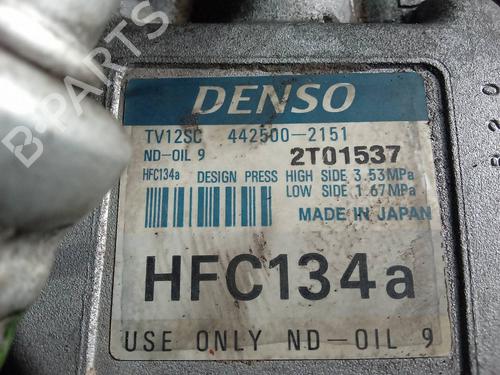 B-PARTS
DENSO
TV12SC 442500-2151
ND-OIL 9 2T01537
HFC134a DESIGN PRESS HIGH SIDE 3.53MPa
LOW SIDE 1.67MPa
MADE IN JAPAN
HFC134a
USE ONLY ND-OIL 9